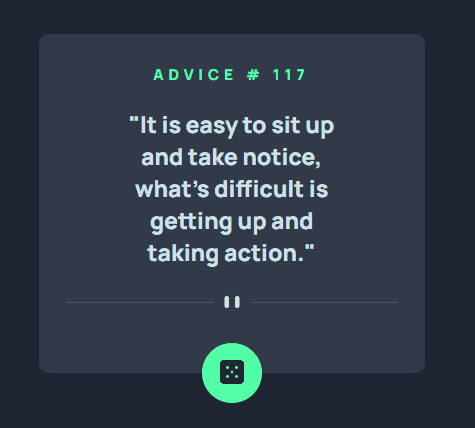 ADVICE # 117
"It is easy to sit up
and take notice,
what's difficult is
getting up and
taking action."